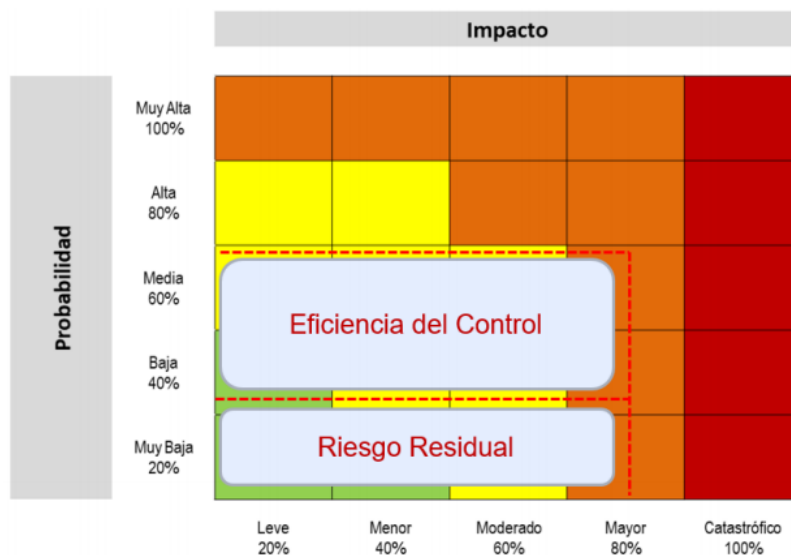 Impacto
Probabilidad
Muy Alta
100%
Alta
80%
Media
60%
Baja
40%
Muy Baja
20%
Eficiencia del Control
Riesgo Residual
Leve
20%
Menor
40%
Moderado
60%
Mayor
80%
Catastrófico
100%